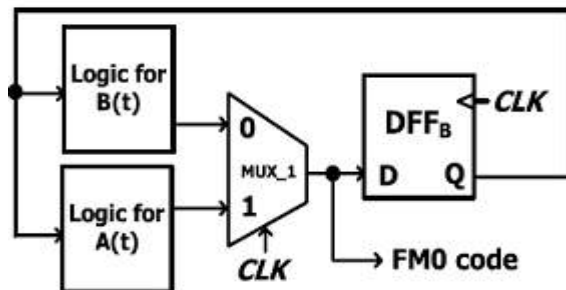 Logic for
B(t)
0
MUX_1
1
CLK
Logic for
A(t)
CLK
DFFB
D Q
FM0 code